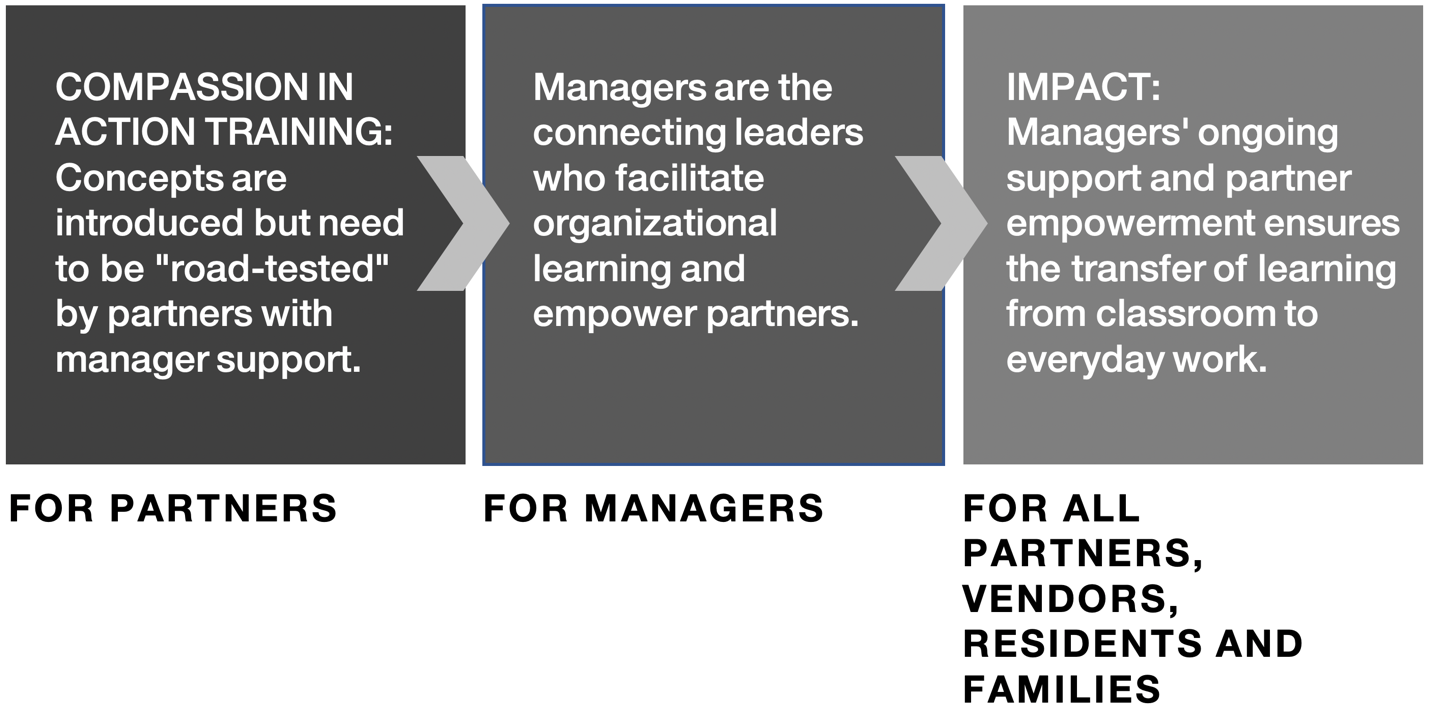 COMPASSION IN
ACTION TRAINING:
Concepts are
introduced but need
to be "road-tested"
by partners with
manager support.
Managers are the
connecting leaders
who facilitate
organizational
learning and
empower partners.
IMPACT:
Managers' ongoing
support and partner
empowerment ensures
the transfer of learning
from classroom to
everyday work.
FOR PARTNERS
FOR MANAGERS
FOR ALL
PARTNERS,
VENDORS,
RESIDENTS AND
FAMILIES